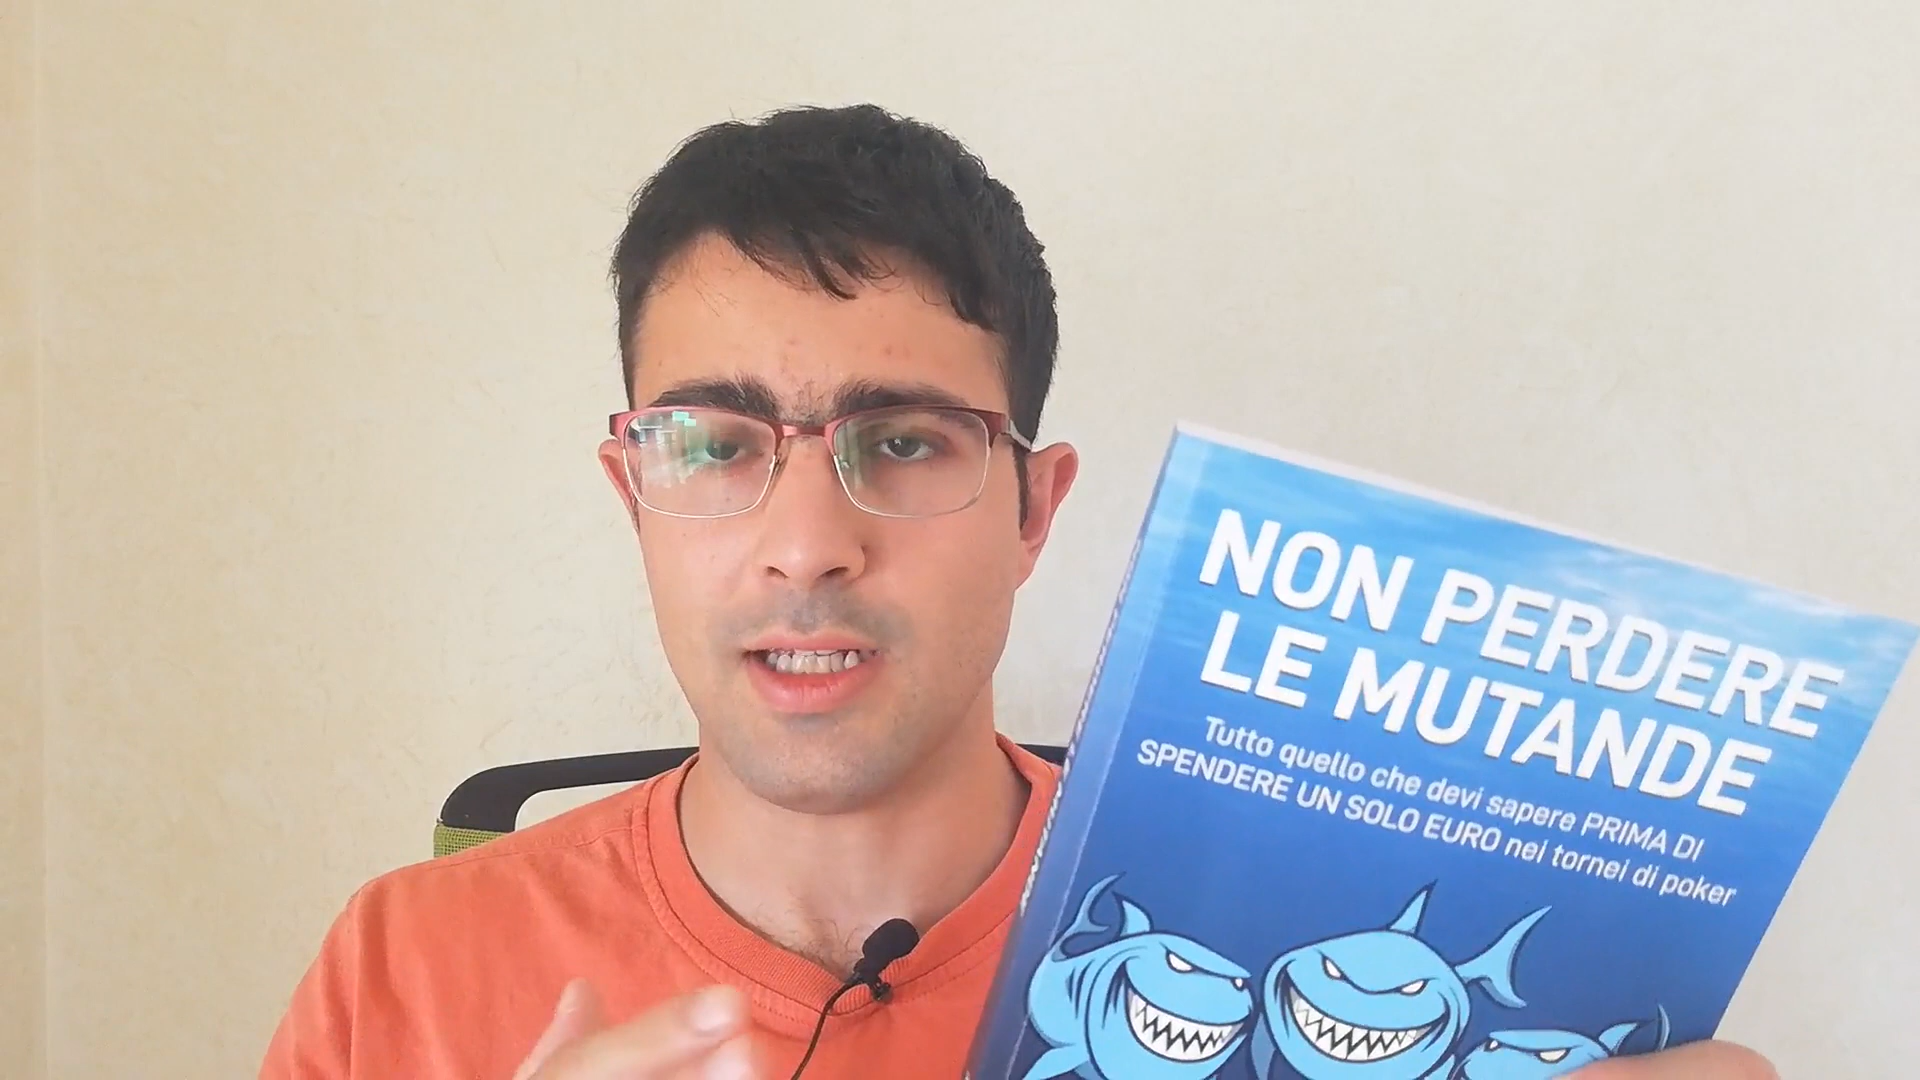 NON PERDERE
LE MUTANDE
Tutto quello che devi sapere PRIMA DI
SPENDERE UN SOLO EURO nei tornei di poker